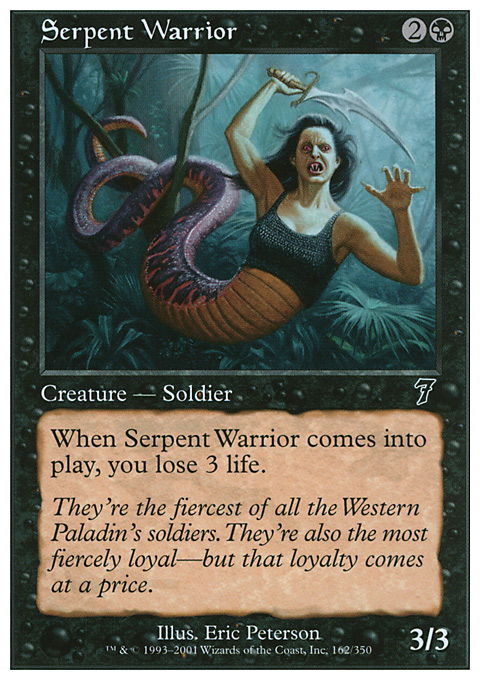 Serpent Warrior 2
Creature — Soldier 7
When Serpent Warrior comes into
play, you lose 3 life.
They're the fiercest of all the Western
Paladin's soldiers. They're also the most
fiercely loyal—but that loyalty comes
at a price.
Illus. Eric Peterson
3/3
™ & © 1993–2001 Wizards of the Coast, Inc. 162/350